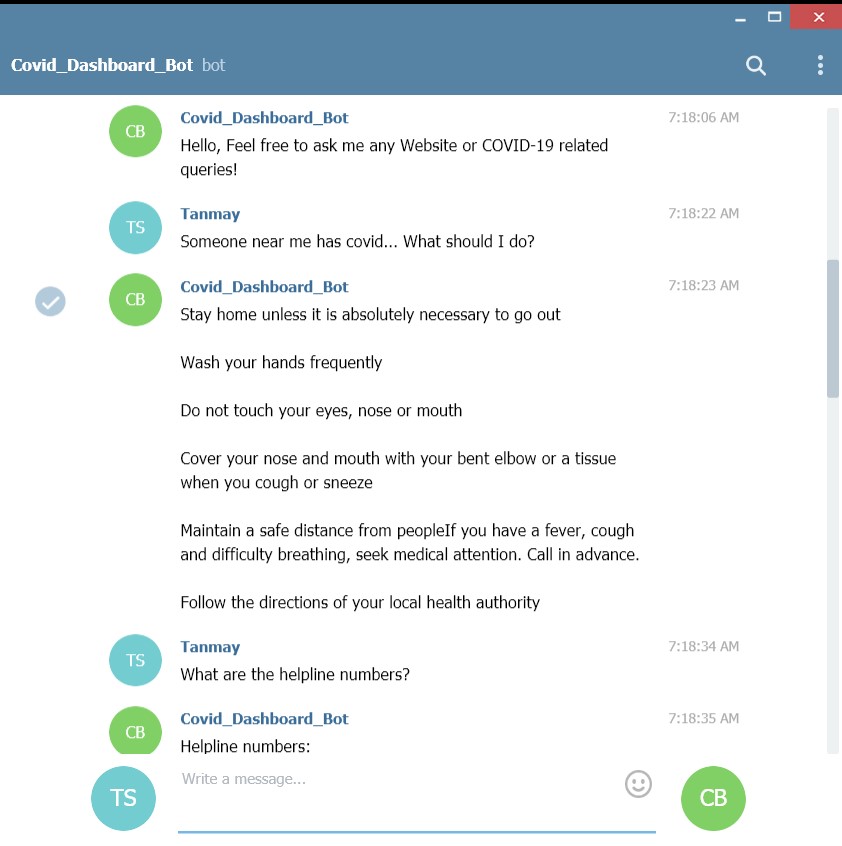 Covid_Dashboard_Bot bot
CB
Covid_Dashboard_Bot 7:18:06 AM
Hello, Feel free to ask me any Website or COVID-19 related
queries!
TS
Tanmay 7:18:22 AM
Someone near me has covid... What should I do?
CB
Covid_Dashboard_Bot 7:18:23 AM
Stay home unless it is absolutely necessary to go out
Wash your hands frequently
Do not touch your eyes, nose or mouth
Cover your nose and mouth with your bent elbow or a tissue
when you cough or sneeze
Maintain a safe distance from peopleIf you have a fever, cough
and difficulty breathing, seek medical attention. Call in advance.
Follow the directions of your local health authority
TS
Tanmay 7:18:34 AM
What are the helpline numbers?
CB
Covid_Dashboard_Bot 7:18:35 AM
Helpline numbers:
TS
Write a message...
CB